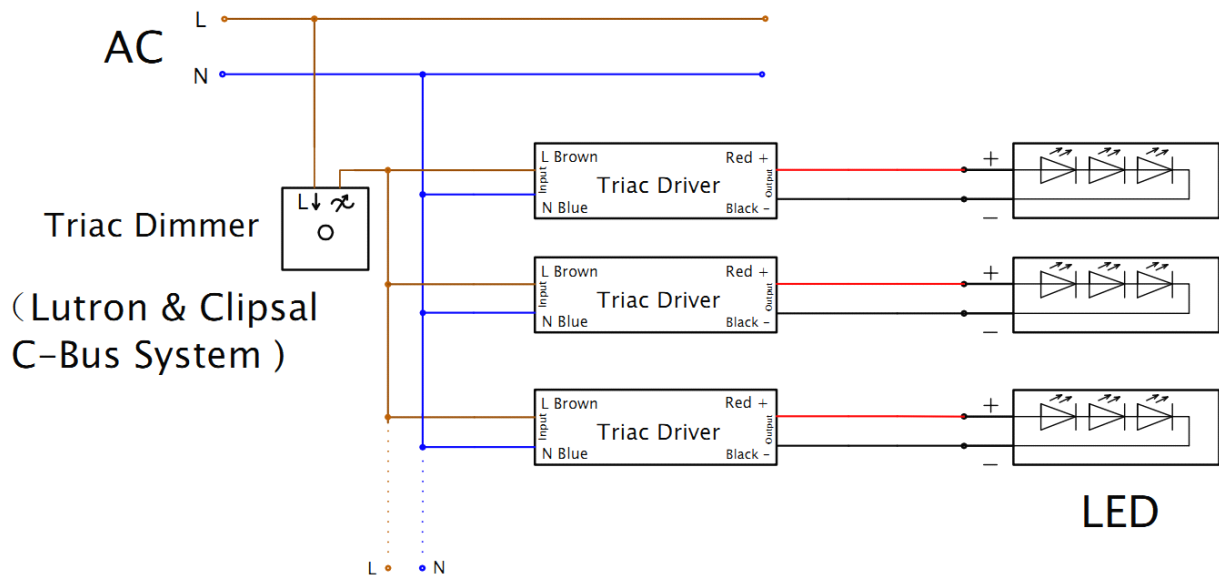 L
AC
N
L Brown
Red +
Input
Triac Driver
Output
N Blue
Black -
+
−
L
Triac Dimmer
(Lutron & Clipsal
C-Bus System )
L Brown
Red +
Input
Triac Driver
Output
N Blue
Black -
+
−
L Brown
Red +
Input
Triac Driver
Output
N Blue
Black -
+
−
LED
L
N